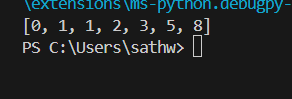 \extensions\ms-python.debugpy-
[0, 1, 1, 2, 3, 5, 8]
PS C:\Users\sathw>